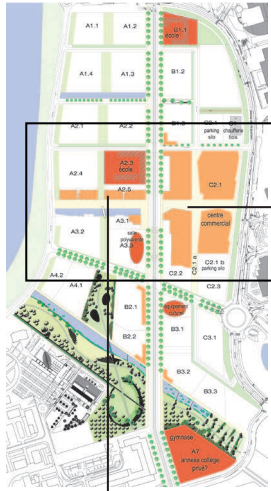 A1.1
A1.2
B1.1
école
A1.4
A1.3
B1.2
A2.1
A2.2
parking
silo
chaufferie
bois
A2.3
école
A2.4
A2.5
C2.1
A3.1
centre
commercial
A3.2
salle
polyvalente
A3.3
C2.1 a
C2.2
C2.1 b
parking silo
A4.2
A4.1
C2.3
B2.1
équipement
culturel
B3.1
B2.2
C3.1
B3.2
B3.3
gymnase
A7
annexe collège
privé?